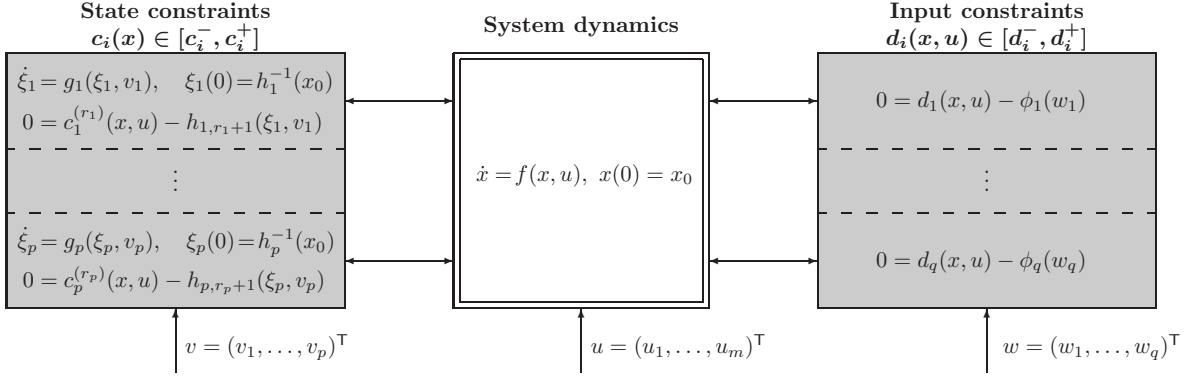 State constraints
c_i(x) ∈ [c_i^-, c_i^+]
ξ̇_1 = g_1(ξ_1, v_1),    ξ_1(0) = h_1^{-1}(x_0)
0 = c_1^{(r_1)}(x, u) − h_{1,r_1+1}(ξ_1, v_1)
⋮
ξ̇_p = g_p(ξ_p, v_p),    ξ_p(0) = h_p^{-1}(x_0)
0 = c_p^{(r_p)}(x, u) − h_{p,r_p+1}(ξ_p, v_p)
v = (v_1, . . . , v_p)^T
System dynamics
ẋ = f(x, u),  x(0) = x_0
u = (u_1, . . . , u_m)^T
Input constraints
d_i(x, u) ∈ [d_i^-, d_i^+]
0 = d_1(x, u) − ϕ_1(w_1)
⋮
0 = d_q(x, u) − ϕ_q(w_q)
w = (w_1, . . . , w_q)^T